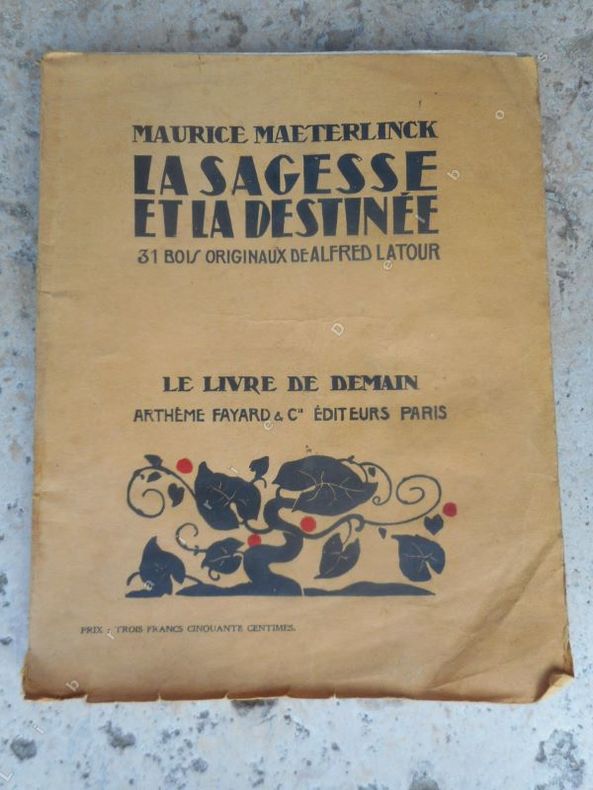 MAURICE MAETERLINCK
LA SAGESSE
ET LA DESTINÉE
31 BOIS ORIGINAUX DE ALFRED LATOUR
LE LIVRE DE DEMAIN
ARTHÈME FAYARD & Cie ÉDITEURS PARIS
PRIX : TROIS FRANCS CINQUANTE CENTIMES.